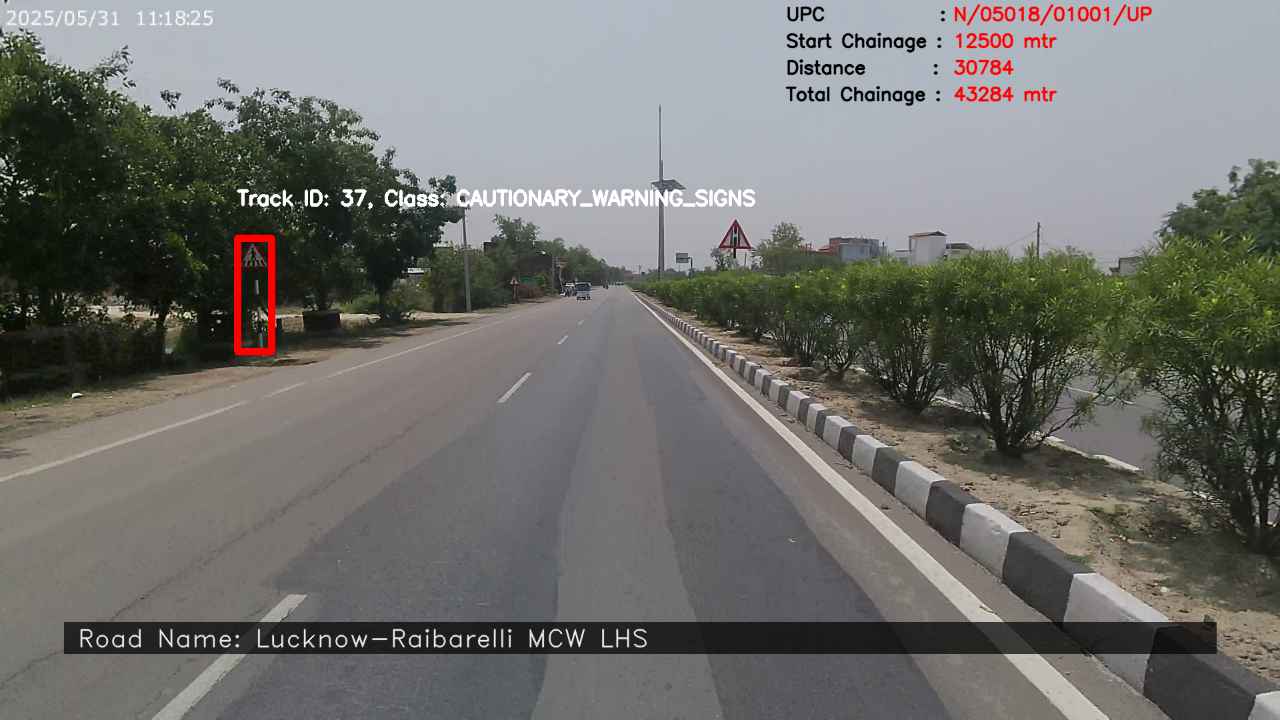 2025/05/31 11:18:25
UPC : N/05018/01001/UP
Start Chainage : 12500 mtr
Distance : 30784
Total Chainage : 43284 mtr
Track ID: 37, Class: CAUTIONARY_WARNING_SIGNS
Road Name: Lucknow-Raibarelli MCW LHS